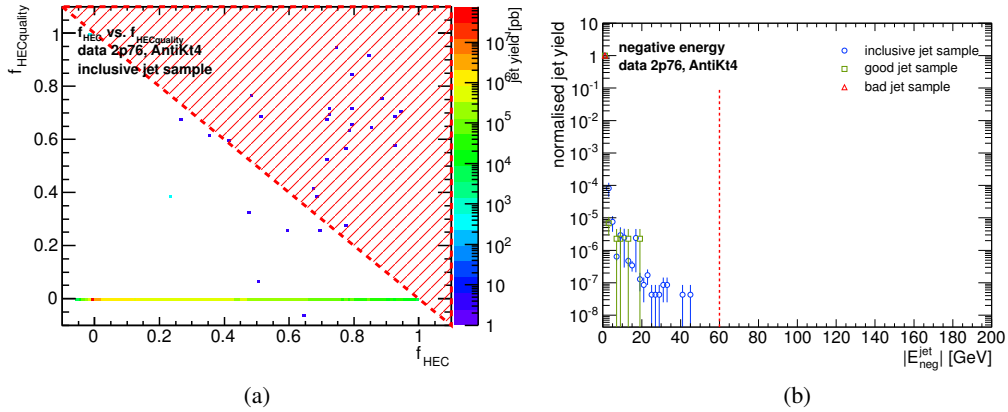 f_HEC vs. f_HECquality
data 2p76, AntiKt4
inclusive jet sample
f_HECquality
1
0.8
0.6
0.4
0.2
0
0 0.2 0.4 0.6 0.8 1
f_HEC
jet yield [pb]
10^7
10^6
10^5
10^4
10^3
10^2
10
1
(a)
negative energy
data 2p76, AntiKt4
inclusive jet sample
good jet sample
bad jet sample
normalised jet yield
10
1
10^-1
10^-2
10^-3
10^-4
10^-5
10^-6
10^-7
10^-8
0 20 40 60 80 100 120 140 160 180 200
|E_neg^jet| [GeV]
(b)